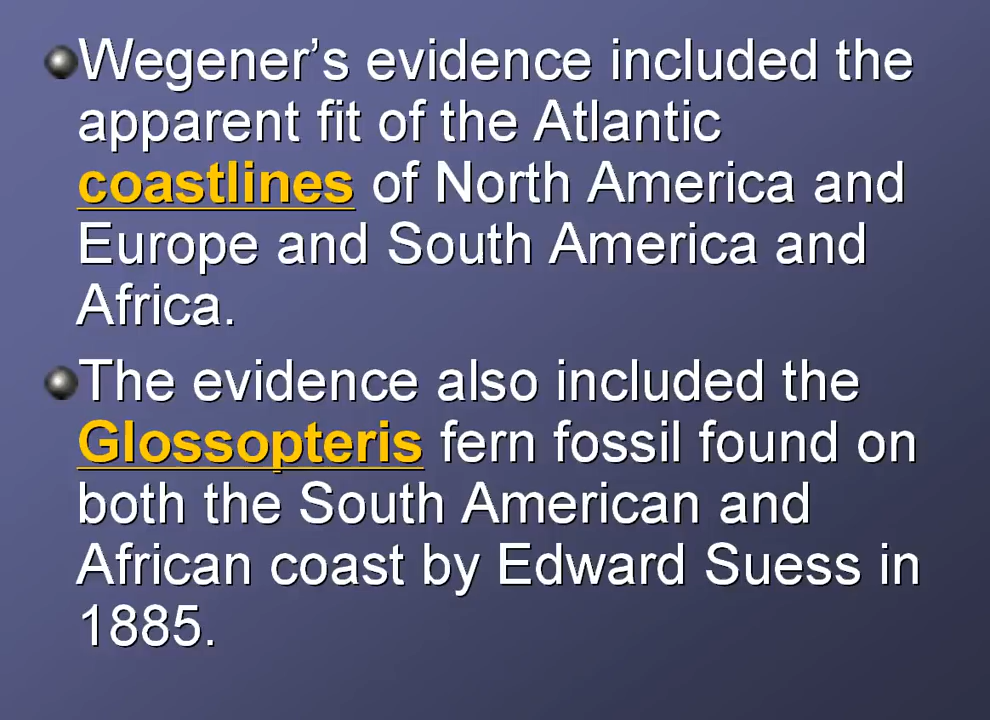 Wegener’s evidence included the
apparent fit of the Atlantic
coastlines of North America and
Europe and South America and
Africa.
The evidence also included the
Glossopteris fern fossil found on
both the South American and
African coast by Edward Suess in
1885.